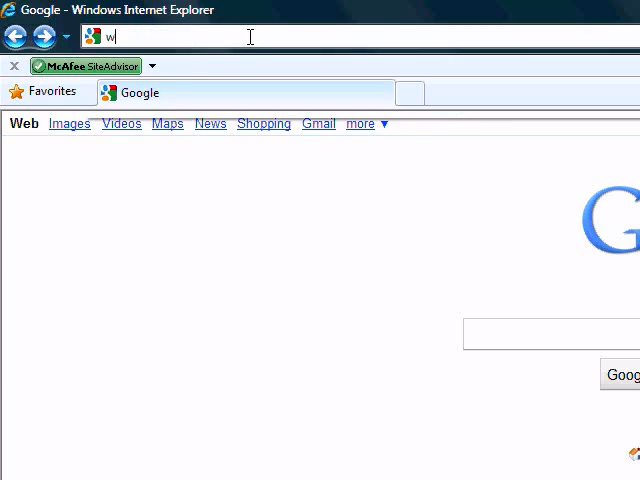 Google - Windows Internet Explorer
w
McAfee SiteAdvisor
Favorites
Google
Web Images Videos Maps News Shopping Gmail more
G
Goog